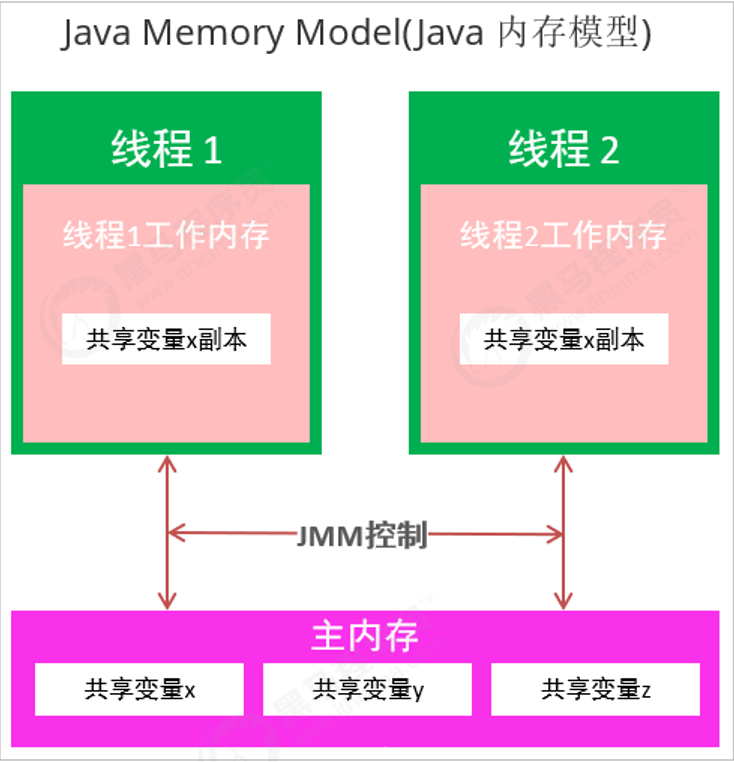 Java Memory Model(Java 内存模型)
线程 1
线程 2
线程1工作内存
线程2工作内存
共享变量x副本
共享变量x副本
JMM控制
主内存
共享变量x
共享变量y
共享变量z